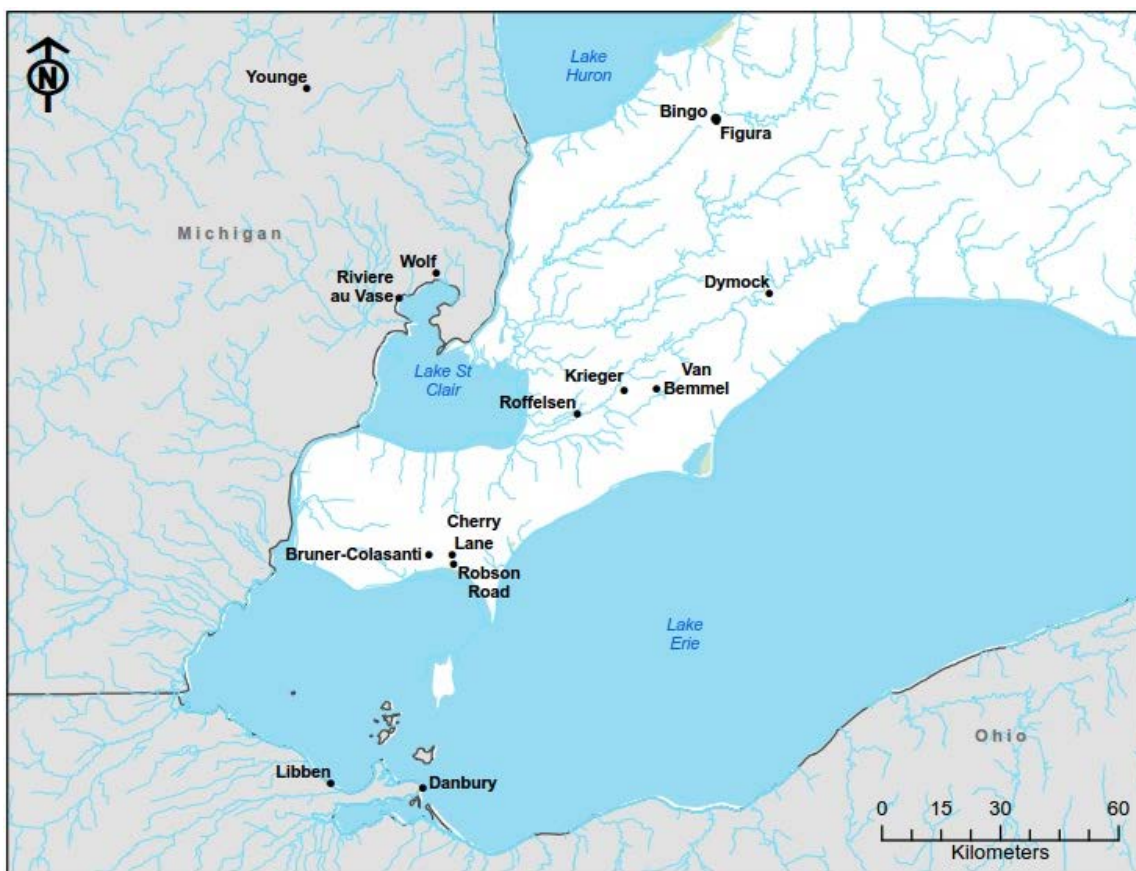 N
Lake
Huron
Younge
Bingo
Figura
Michigan
Wolf
Riviere
au Vase
Dymock
Lake St
Clair
Krieger
Van
Bemmel
Roffelsen
Cherry
Lane
Bruner-Colasanti
Robson
Road
Lake
Erie
Ohio
Libben
Danbury
0 15 30 60
Kilometers